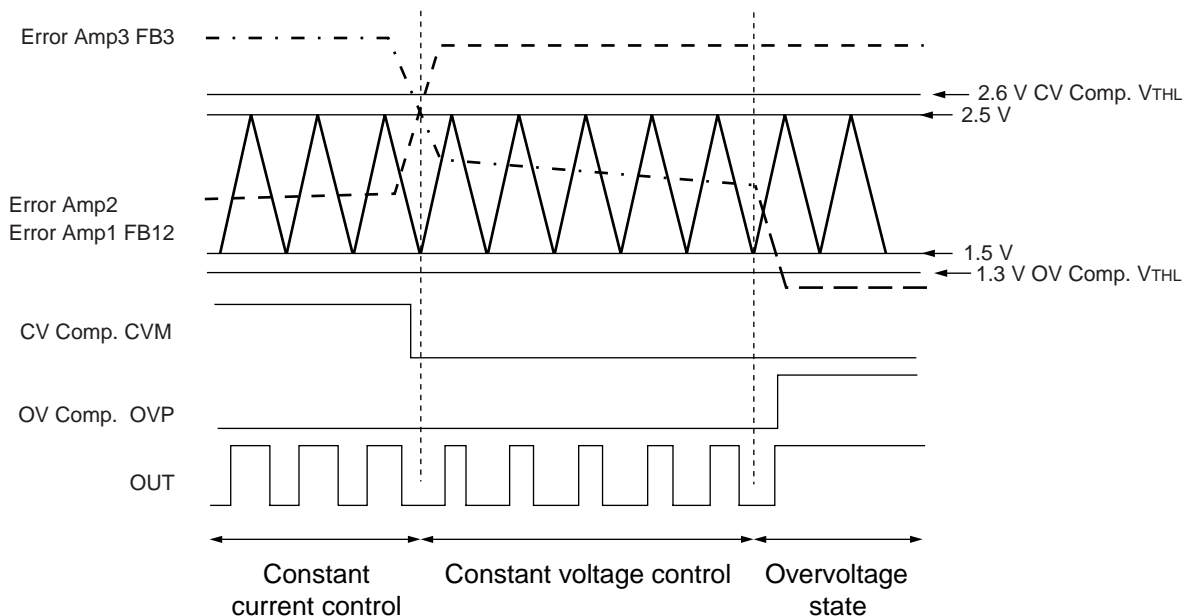 Error Amp3 FB3
2.6 V CV Comp. VTHL
2.5 V
Error Amp2
Error Amp1 FB12
1.5 V
1.3 V OV Comp. VTHL
CV Comp. CVM
OV Comp. OVP
OUT
Constant
current control
Constant voltage control
Overvoltage
state